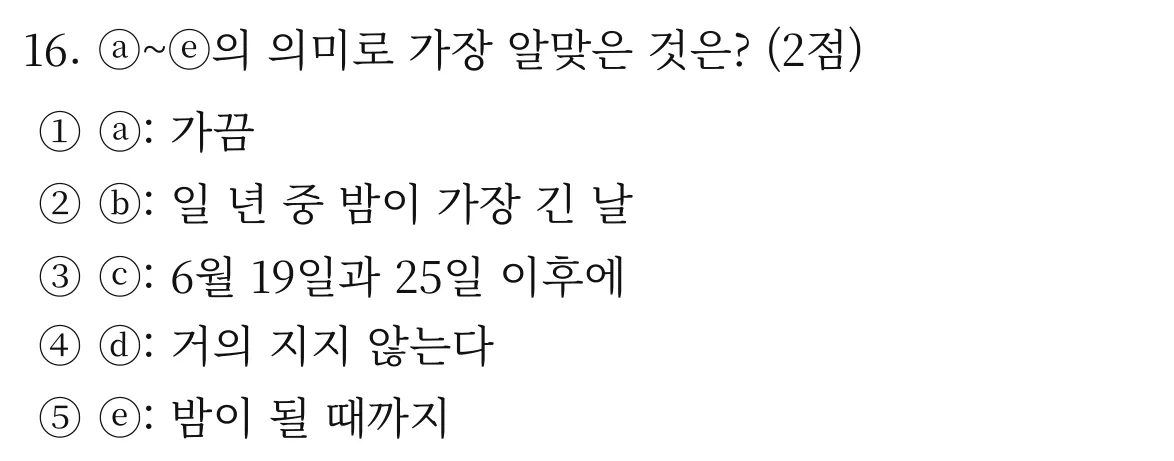 16. ⓐ~ⓔ의 의미로 가장 알맞은 것은? (2점)
① ⓐ: 가끔
② ⓑ: 일 년 중 밤이 가장 긴 날
③ ⓒ: 6월 19일과 25일 이후에
④ ⓓ: 거의 지지 않는다
⑤ ⓔ: 밤이 될 때까지